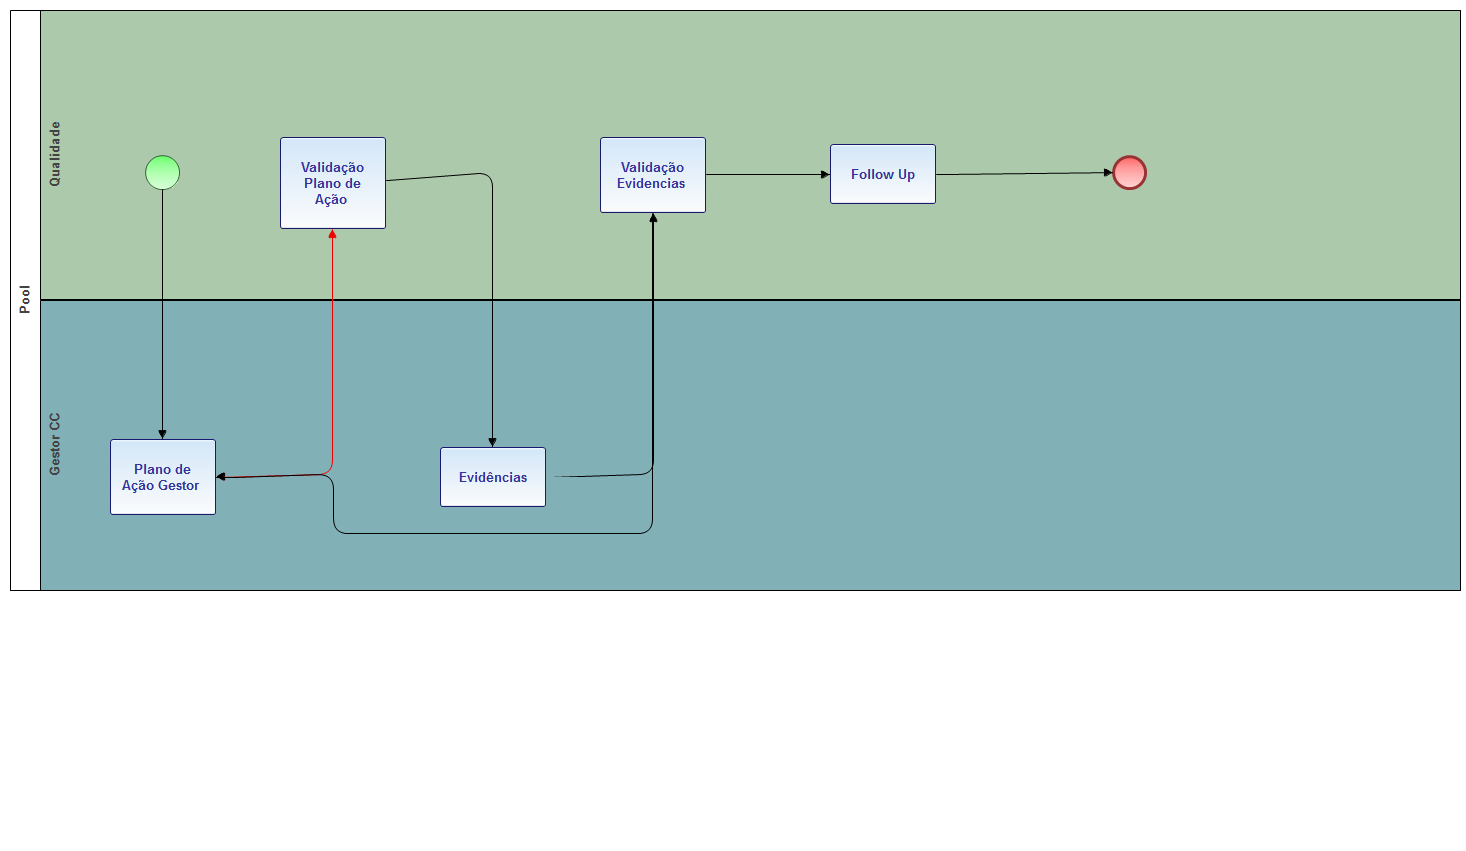 Pool
Qualidade
Validação
Plano de
Ação
Validação
Evidencias
Follow Up
Gestor CC
Plano de
Ação Gestor
Evidências